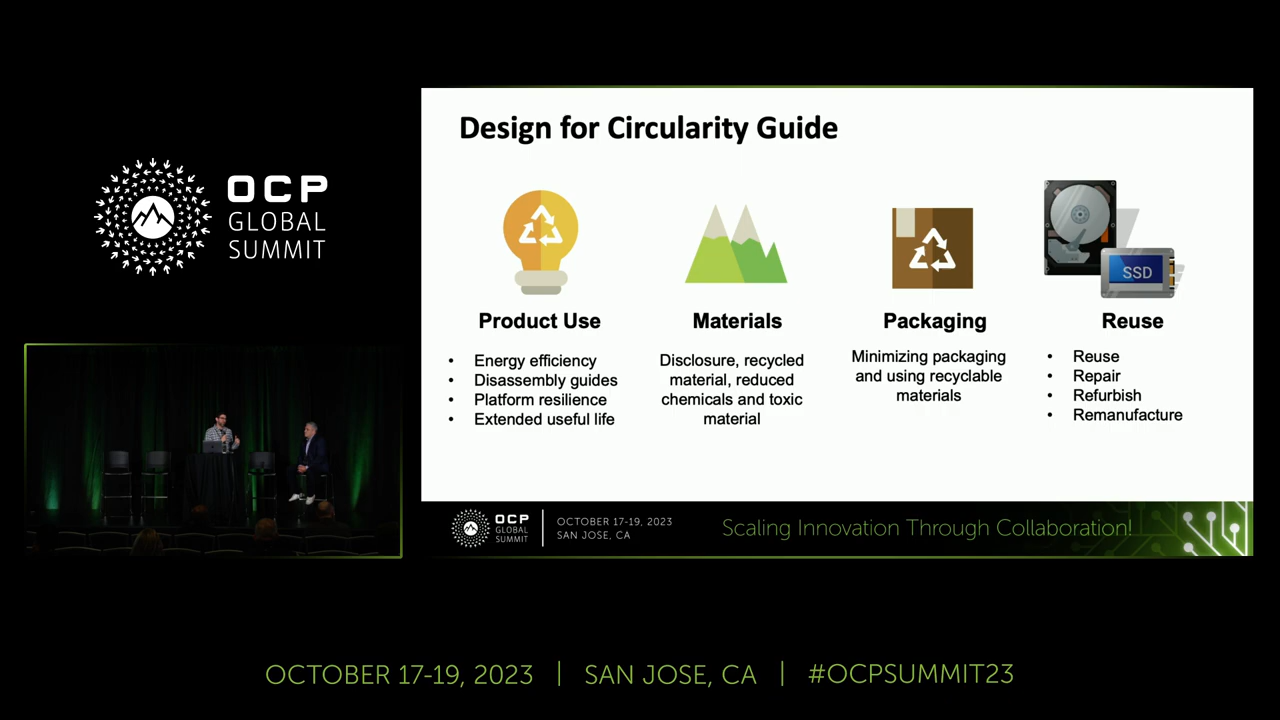 OCP
GLOBAL
SUMMIT
Design for Circularity Guide
SSD
Product Use
• Energy efficiency
• Disassembly guides
• Platform resilience
• Extended useful life
Materials
Disclosure, recycled
material, reduced
chemicals and toxic
material
Packaging
Minimizing packaging
and using recyclable
materials
Reuse
• Reuse
• Repair
• Refurbish
• Remanufacture
OCP
GLOBAL
SUMMIT
OCTOBER 17-19, 2023
SAN JOSE, CA
Scaling Innovation Through Collaboration!
OCTOBER 17-19, 2023 | SAN JOSE, CA | #OCPSUMMIT23